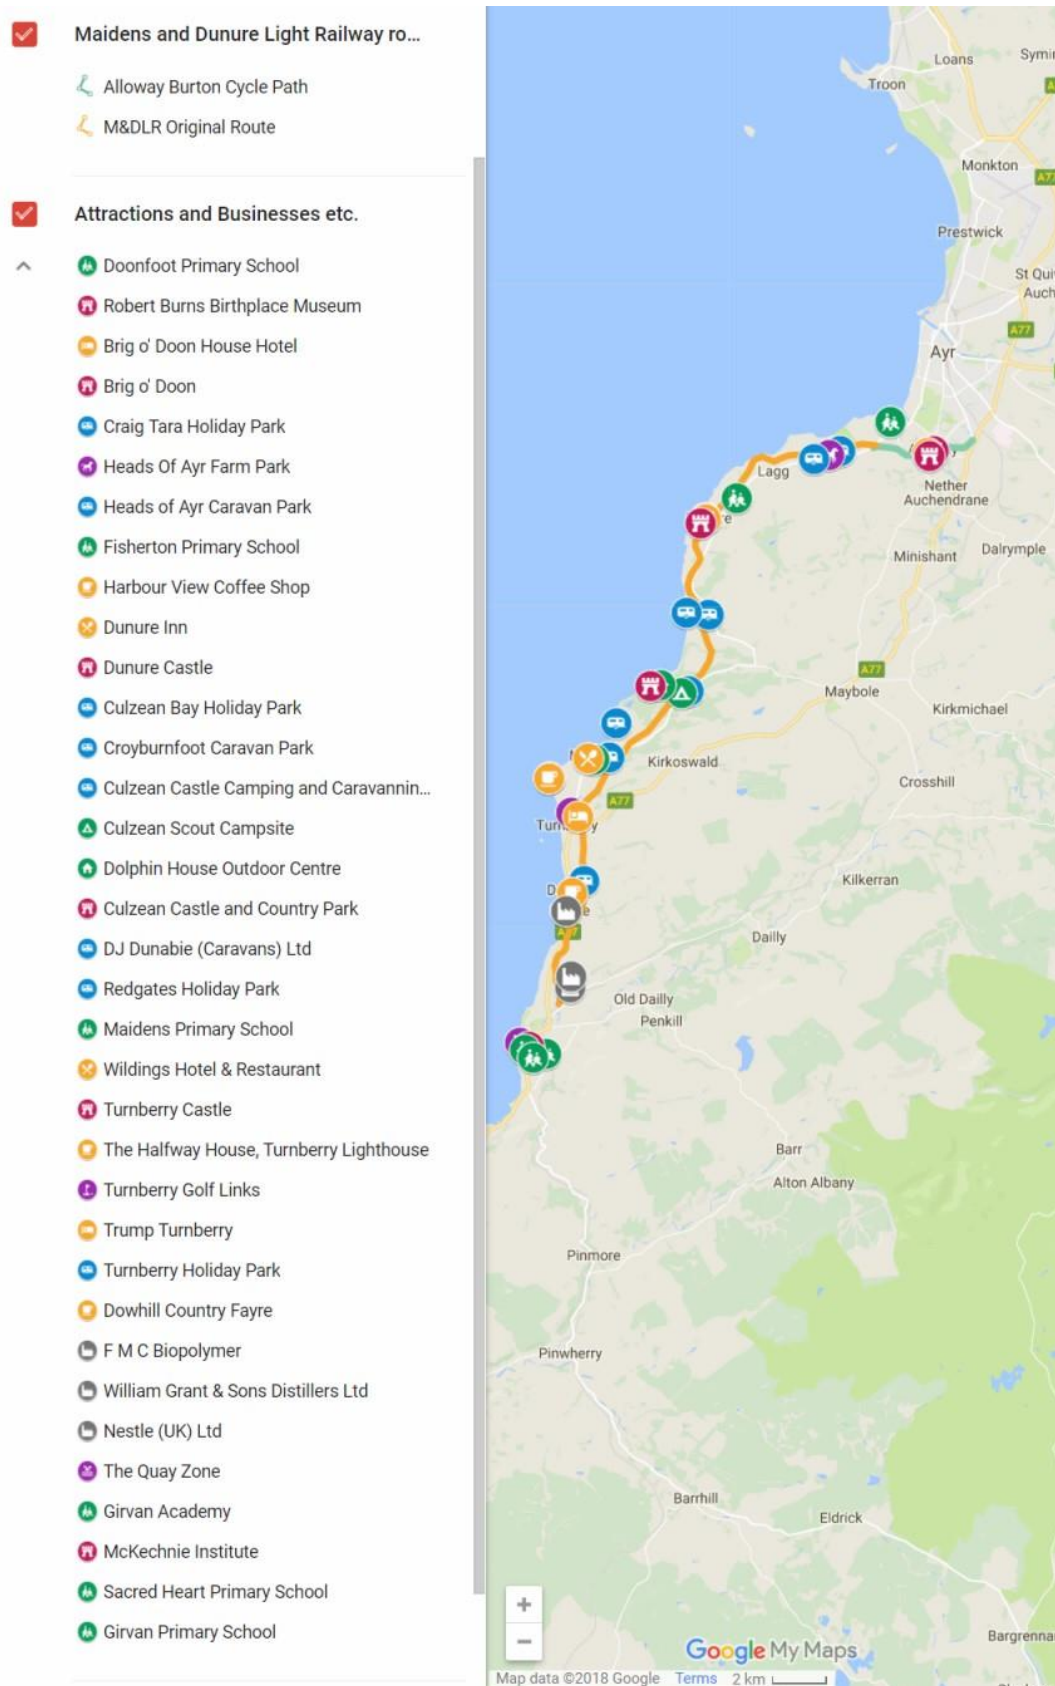 Maidens and Dunure Light Railway ro...
Alloway Burton Cycle Path
M&DLR Original Route
Attractions and Businesses etc.
Doonfoot Primary School
Robert Burns Birthplace Museum
Brig o' Doon House Hotel
Brig o' Doon
Craig Tara Holiday Park
Heads Of Ayr Farm Park
Heads of Ayr Caravan Park
Fisherton Primary School
Harbour View Coffee Shop
Dunure Inn
Dunure Castle
Culzean Bay Holiday Park
Croyburnfoot Caravan Park
Culzean Castle Camping and Caravannin...
Culzean Scout Campsite
Dolphin House Outdoor Centre
Culzean Castle and Country Park
DJ Dunabie (Caravans) Ltd
Redgates Holiday Park
Maidens Primary School
Wildings Hotel & Restaurant
Turnberry Castle
The Halfway House, Turnberry Lighthouse
Turnberry Golf Links
Trump Turnberry
Turnberry Holiday Park
Dowhill Country Fayre
F M C Biopolymer
William Grant & Sons Distillers Ltd
Nestle (UK) Ltd
The Quay Zone
Girvan Academy
McKechnie Institute
Sacred Heart Primary School
Girvan Primary School
Loans
Troon
Monkton
A77
Prestwick
A77
Ayr
Lagg
Nether
Auchendrane
Minishant
Dalrymple
A77
Maybole
Kirkmichael
Kirkoswald
Crosshill
A77
Kilkerran
Dailly
Old Dailly
Penkill
Barr
Alton Albany
Pinmore
Pinwherry
Barrhill
Eldrick
+
−
Google My Maps
Map data ©2018 Google Terms 2 km